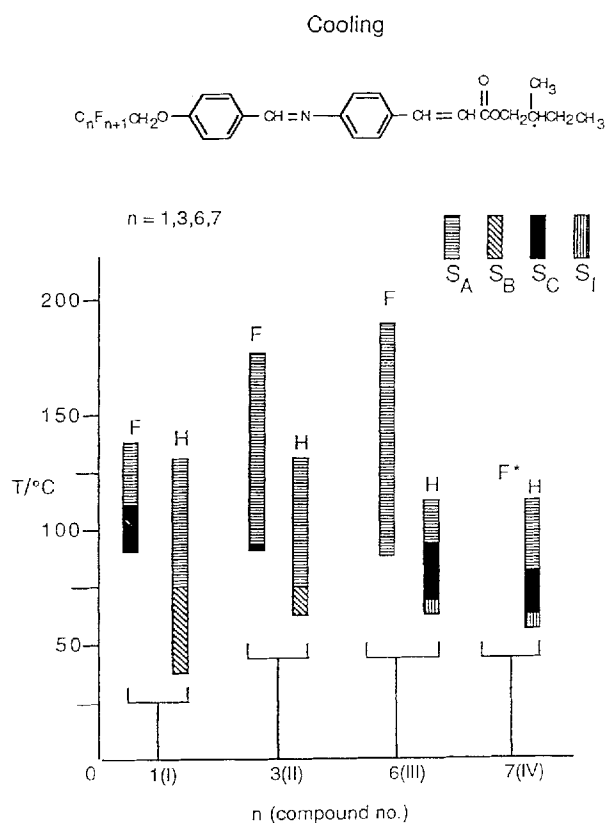 Cooling
CnFn+1CH2O CH=N CH=CH COCH2CCH2CH3
O
CH3
*
n = 1,3,6,7
SA SB SC SI
200
150
T/°C
100
50
0
F
H
F
H
F
H
F*
H
1(I) 3(II) 6(III) 7(IV)
n (compound no.)